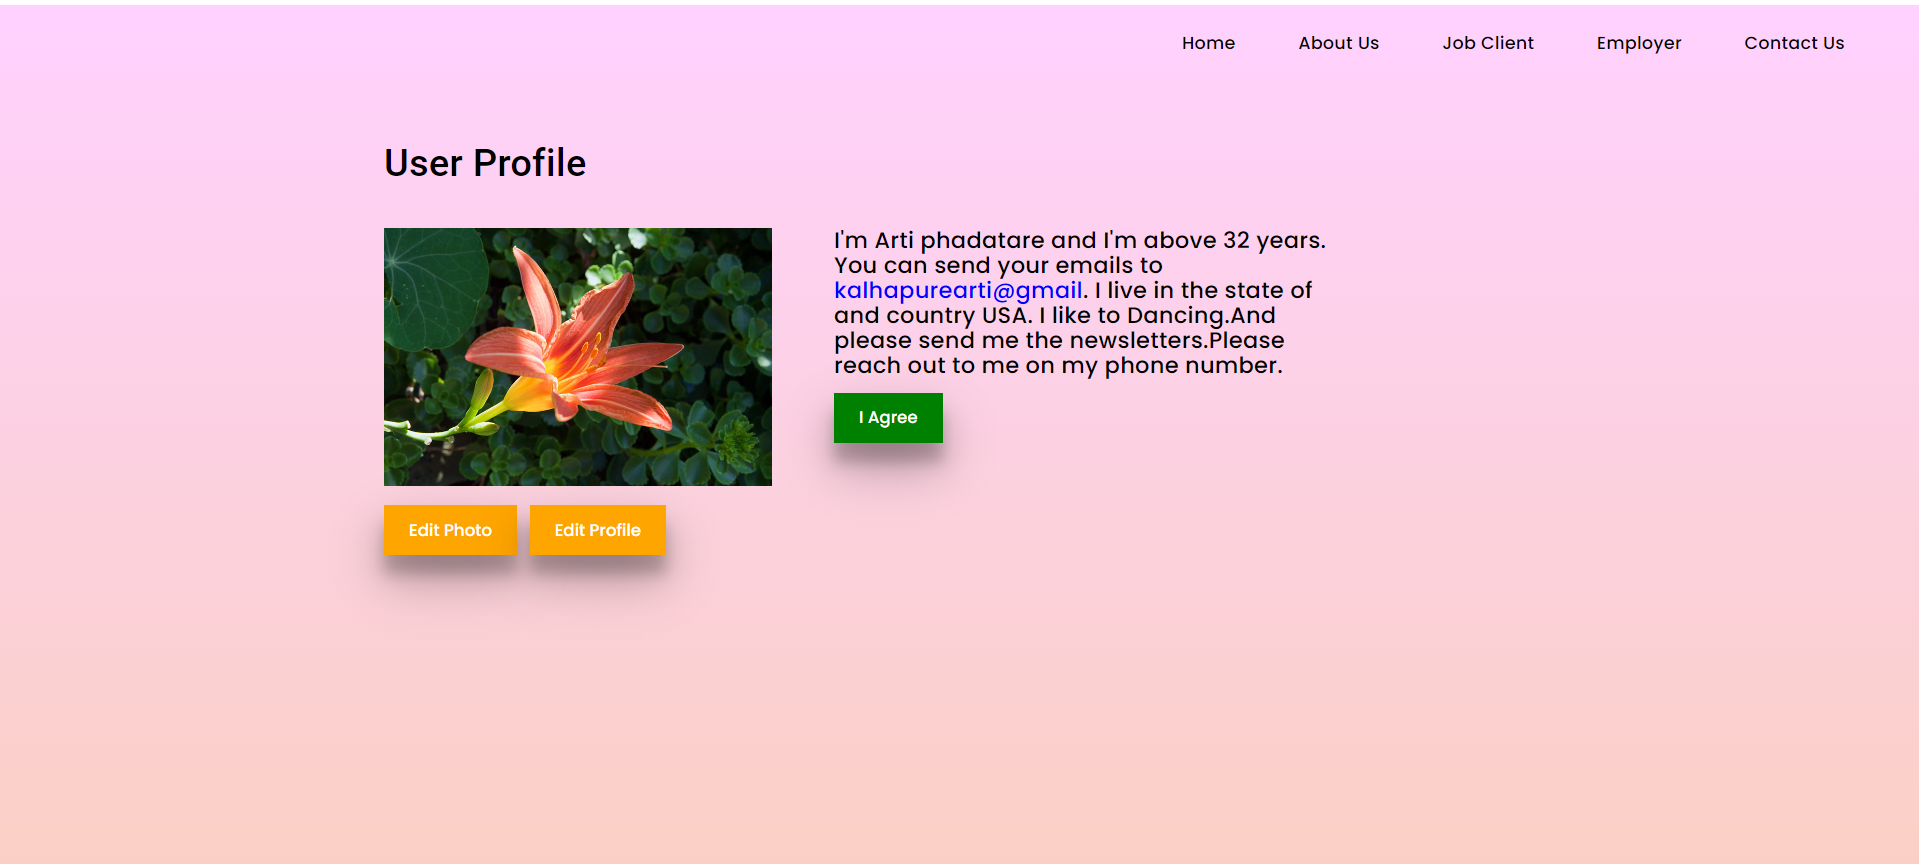 Home About Us Job Client Employer Contact Us
User Profile
I'm Arti phadatare and I'm above 32 years.
You can send your emails to
kalhapurearti@gmail. I live in the state of
and country USA. I like to Dancing.And
please send me the newsletters.Please
reach out to me on my phone number.
I Agree
Edit Photo Edit Profile